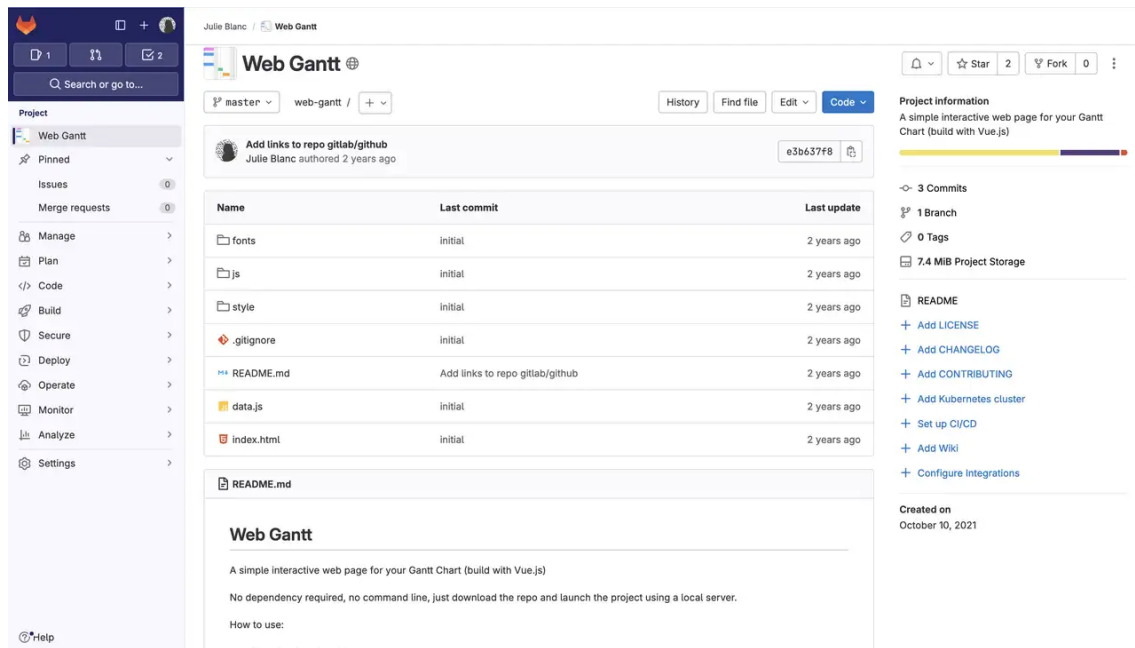 Julie Blanc / Web Gantt
1
2
Search or go to...
Project
Web Gantt
Pinned
Issues 0
Merge requests 0
Manage
Plan
Code
Build
Secure
Deploy
Operate
Monitor
Analyze
Settings
Help
Web Gantt
Star 2
Fork 0
master
web-gantt / +
History
Find file
Edit
Code
Add links to repo gitlab/github
Julie Blanc authored 2 years ago
e3b637f8
Name Last commit Last update
fonts initial 2 years ago
js initial 2 years ago
style initial 2 years ago
.gitignore initial 2 years ago
README.md Add links to repo gitlab/github 2 years ago
data.js initial 2 years ago
index.html initial 2 years ago
README.md
Web Gantt
A simple interactive web page for your Gantt Chart (build with Vue.js)
No dependency required, no command line, just download the repo and launch the project using a local server.
How to use:
Project information
A simple interactive web page for your Gantt
Chart (build with Vue.js)
3 Commits
1 Branch
0 Tags
7.4 MiB Project Storage
README
+ Add LICENSE
+ Add CHANGELOG
+ Add CONTRIBUTING
+ Add Kubernetes cluster
+ Set up CI/CD
+ Add Wiki
+ Configure Integrations
Created on
October 10, 2021